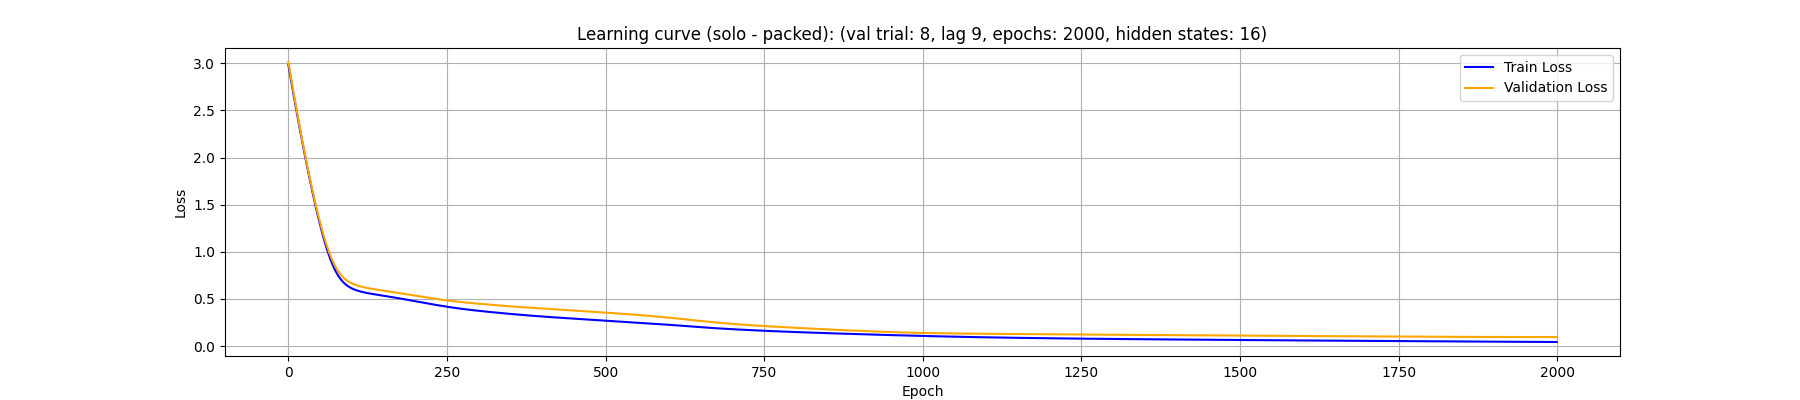 Learning curve (solo - packed): (val trial: 8, lag 9, epochs: 2000, hidden states: 16)
Train Loss
Validation Loss
Loss
3.0
2.5
2.0
1.5
1.0
0.5
0.0
0 250 500 750 1000 1250 1500 1750 2000
Epoch